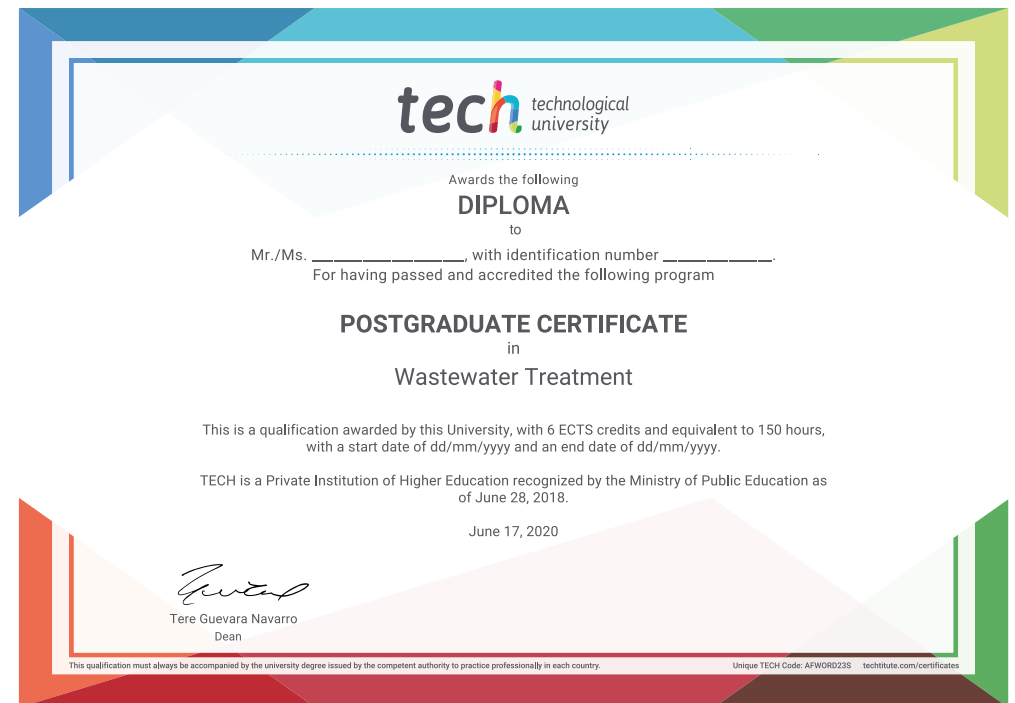 tech technological
university
Awards the following
DIPLOMA
to
Mr./Ms. __________________, with identification number _____________.
For having passed and accredited the following program
POSTGRADUATE CERTIFICATE
in
Wastewater Treatment
This is a qualification awarded by this University, with 6 ECTS credits and equivalent to 150 hours,
with a start date of dd/mm/yyyy and an end date of dd/mm/yyyy.
TECH is a Private Institution of Higher Education recognized by the Ministry of Public Education as
of June 28, 2018.
June 17, 2020
Tere Guevara Navarro
Dean
This qualification must always be accompanied by the university degree issued by the competent authority to practice professionally in each country.
Unique TECH Code: AFWORD23S techtitute.com/certificates